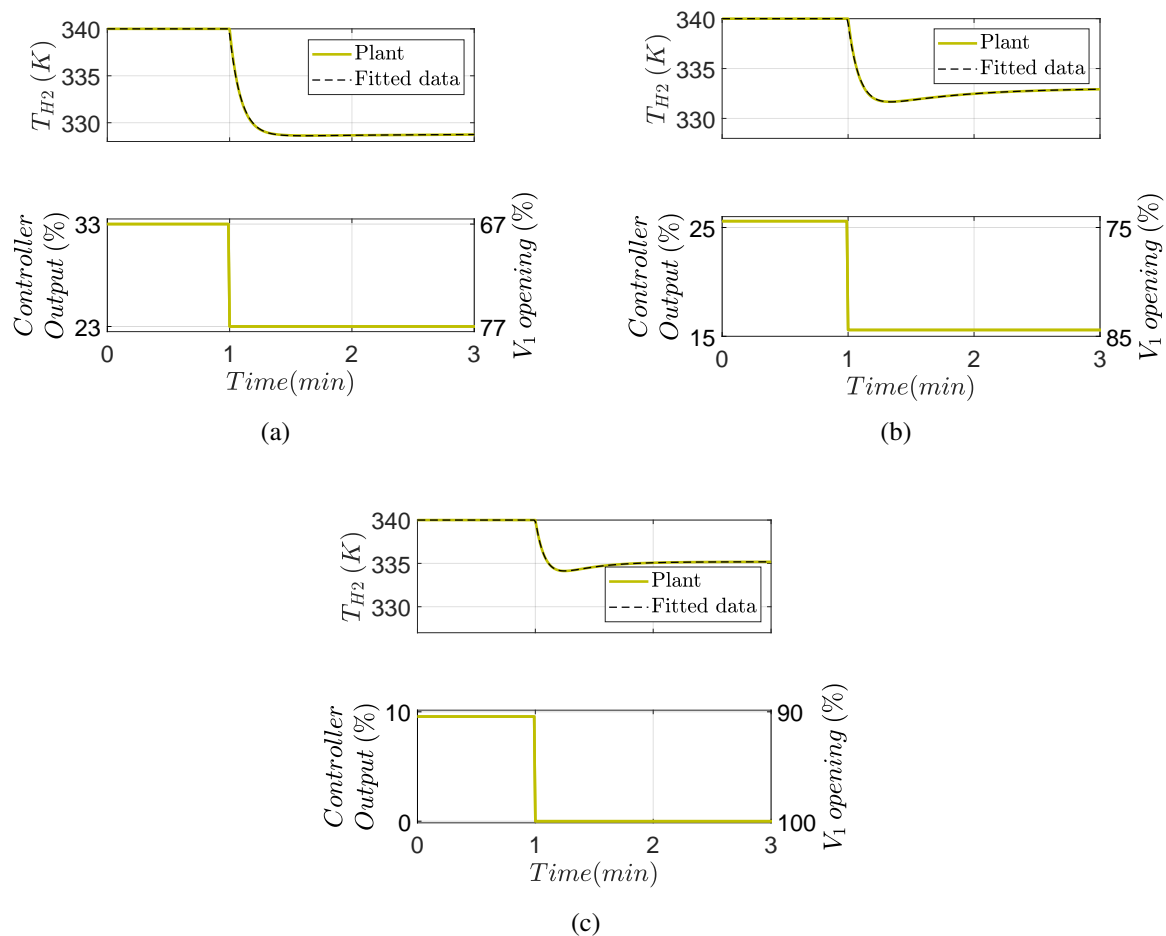 340
330
T_{H2} (K)
Plant
Fitted data
33
23
Controller
Output (%)
67
77
V_1 opening (%)
0
1
2
3
Time(min)
(a)
340
335
330
T_{H2} (K)
Plant
Fitted data
25
15
Controller
Output (%)
75
85
V_1 opening (%)
0
1
2
3
Time(min)
(b)
340
335
330
T_{H2} (K)
Plant
Fitted data
10
0
Controller
Output (%)
90
100
V_1 opening (%)
0
1
2
3
Time(min)
(c)